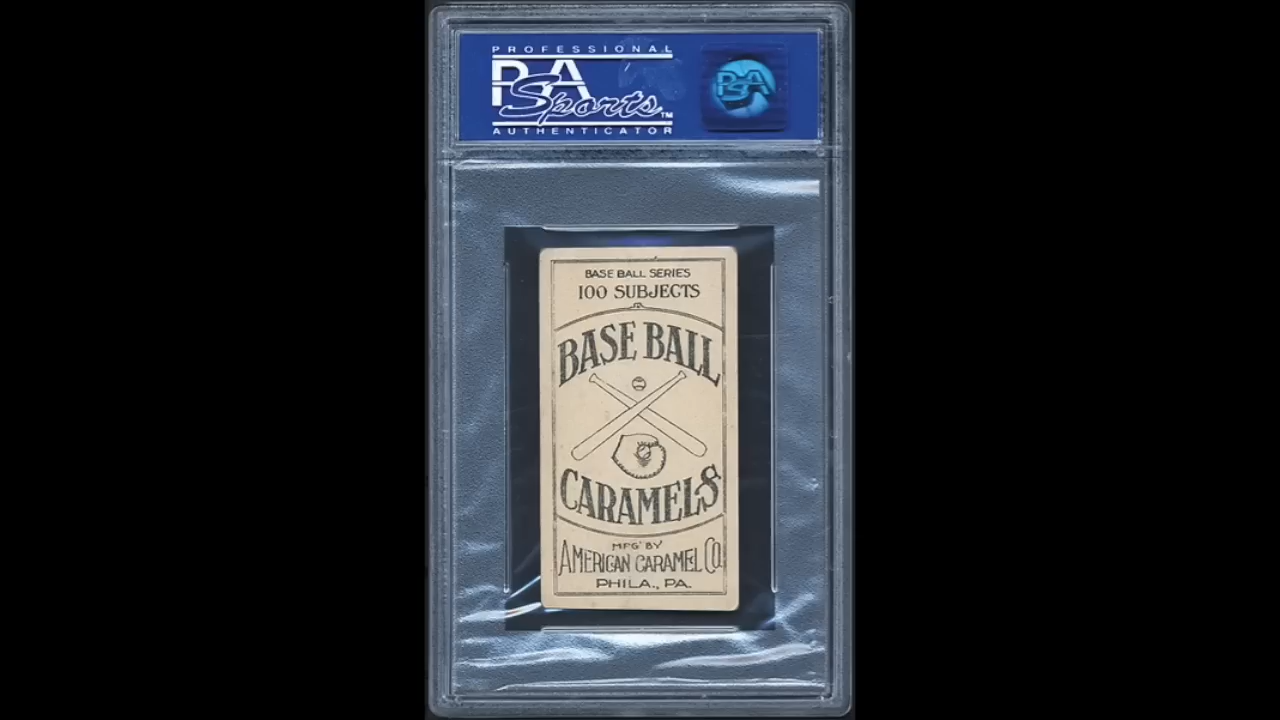 PROFESSIONAL
PSA
Sports™
AUTHENTICATOR
PSA
BASE BALL SERIES
100 SUBJECTS
BASE BALL
CARAMELS
MFG' BY
AMERICAN CARAMEL CO.
PHILA., PA.